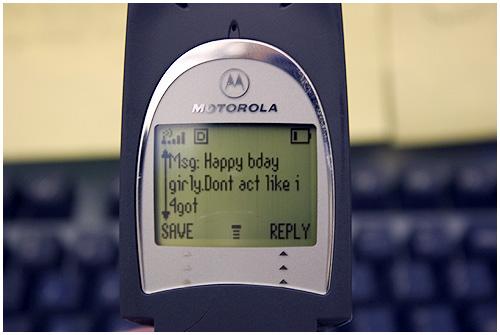 MOTOROLA
D
Msg: Happy bday
girly.Dont act like i
4got
SAVE REPLY